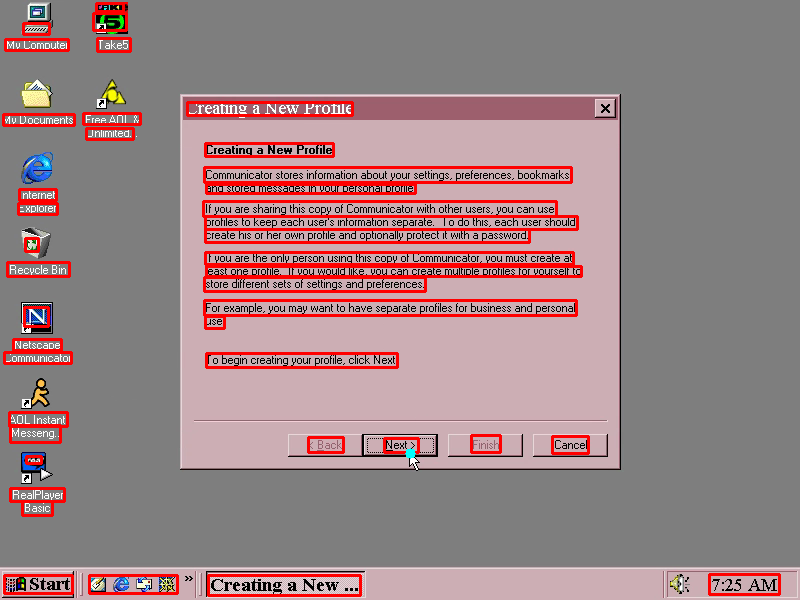 My Computer
Take5
My Documents
Free AOL &
Unlimited...
Internet
Explorer
Recycle Bin
Netscape
Communicator
AOL Instant
Messeng...
RealPlayer
Basic
Creating a New Profile
Creating a New Profile
Communicator stores information about your settings, preferences, bookmarks
and stored messages in your personal profile.
If you are sharing this copy of Communicator with other users, you can use
profiles to keep each user's information separate. To do this, each user should
create his or her own profile and optionally protect it with a password.
If you are the only person using this copy of Communicator, you must create at
least one profile. If you would like, you can create multiple profiles for yourself to
store different sets of settings and preferences.
For example, you may want to have separate profiles for business and personal
use.
To begin creating your profile, click Next
< Back
Next >
Finish
Cancel
Start
»
Creating a New ...
7:25 AM